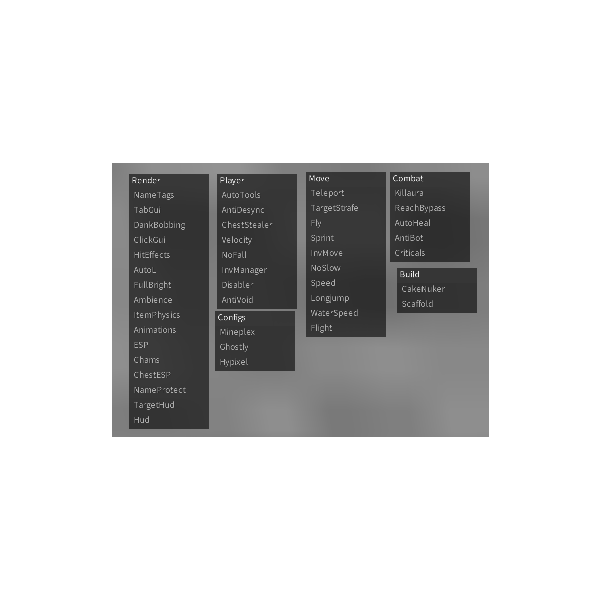 Render
NameTags
TabGui
DankBobbing
ClickGui
HitEffects
AutoL
FullBright
Ambience
ItemPhysics
Animations
ESP
Chams
ChestESP
NameProtect
TargetHud
Hud
Player
AutoTools
AntiDesync
ChestStealer
Velocity
NoFall
InvManager
Disabler
AntiVoid
Configs
Mineplex
Ghostly
Hypixel
Move
Teleport
TargetStrafe
Fly
Sprint
InvMove
NoSlow
Speed
Longjump
WaterSpeed
Flight
Combat
Killaura
ReachBypass
AutoHeal
AntiBot
Criticals
Build
CakeNuker
Scaffold